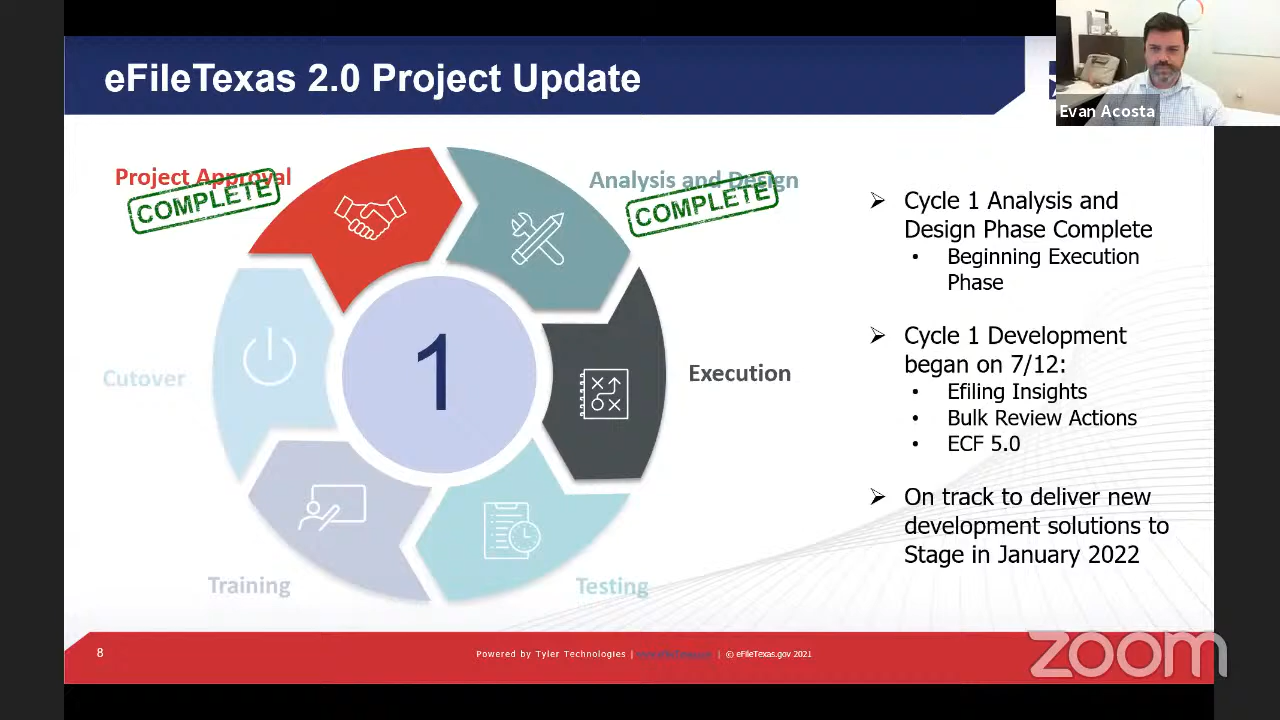 eFileTexas 2.0 Project Update
Evan Acosta
Project Approval
COMPLETE
Analysis and Design
COMPLETE
Execution
Testing
Training
Cutover
1
➢ Cycle 1 Analysis and
Design Phase Complete
• Beginning Execution
Phase
➢ Cycle 1 Development
began on 7/12:
• Efiling Insights
• Bulk Review Actions
• ECF 5.0
➢ On track to deliver new
development solutions to
Stage in January 2022
8
Powered by Tyler Technologies | | © eFileTexas.gov 2021
zoom